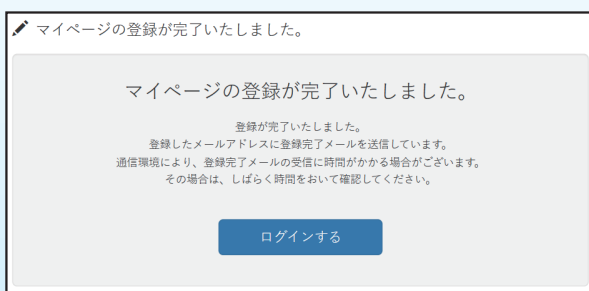 マイページの登録が完了いたしました。
マイページの登録が完了いたしました。
登録が完了いたしました。
登録したメールアドレスに登録完了メールを送信しています。
通信環境により、登録完了メールの受信に時間がかかる場合がございます。
その場合は、しばらく時間をおいて確認してください。
ログインする